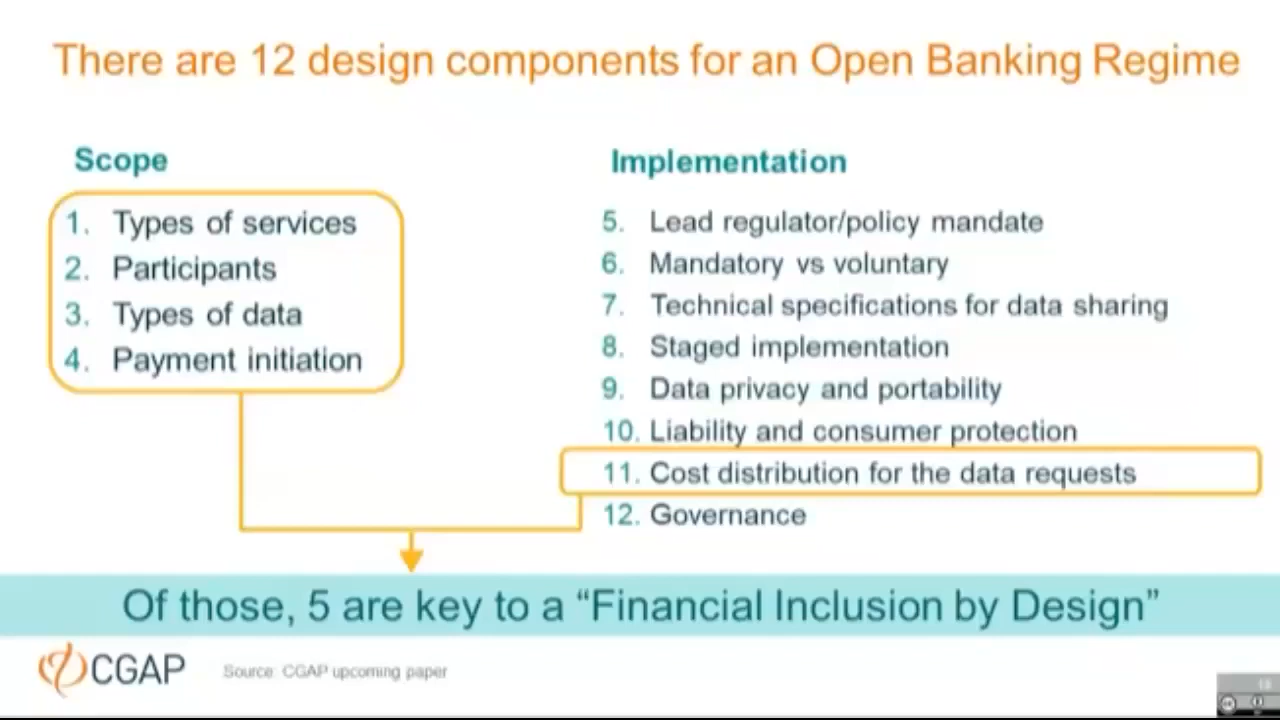 There are 12 design components for an Open Banking Regime
Scope
1. Types of services
2. Participants
3. Types of data
4. Payment initiation
Implementation
5. Lead regulator/policy mandate
6. Mandatory vs voluntary
7. Technical specifications for data sharing
8. Staged implementation
9. Data privacy and portability
10. Liability and consumer protection
11. Cost distribution for the data requests
12. Governance
Of those, 5 are key to a “Financial Inclusion by Design”
CGAP
Source: CGAP upcoming paper